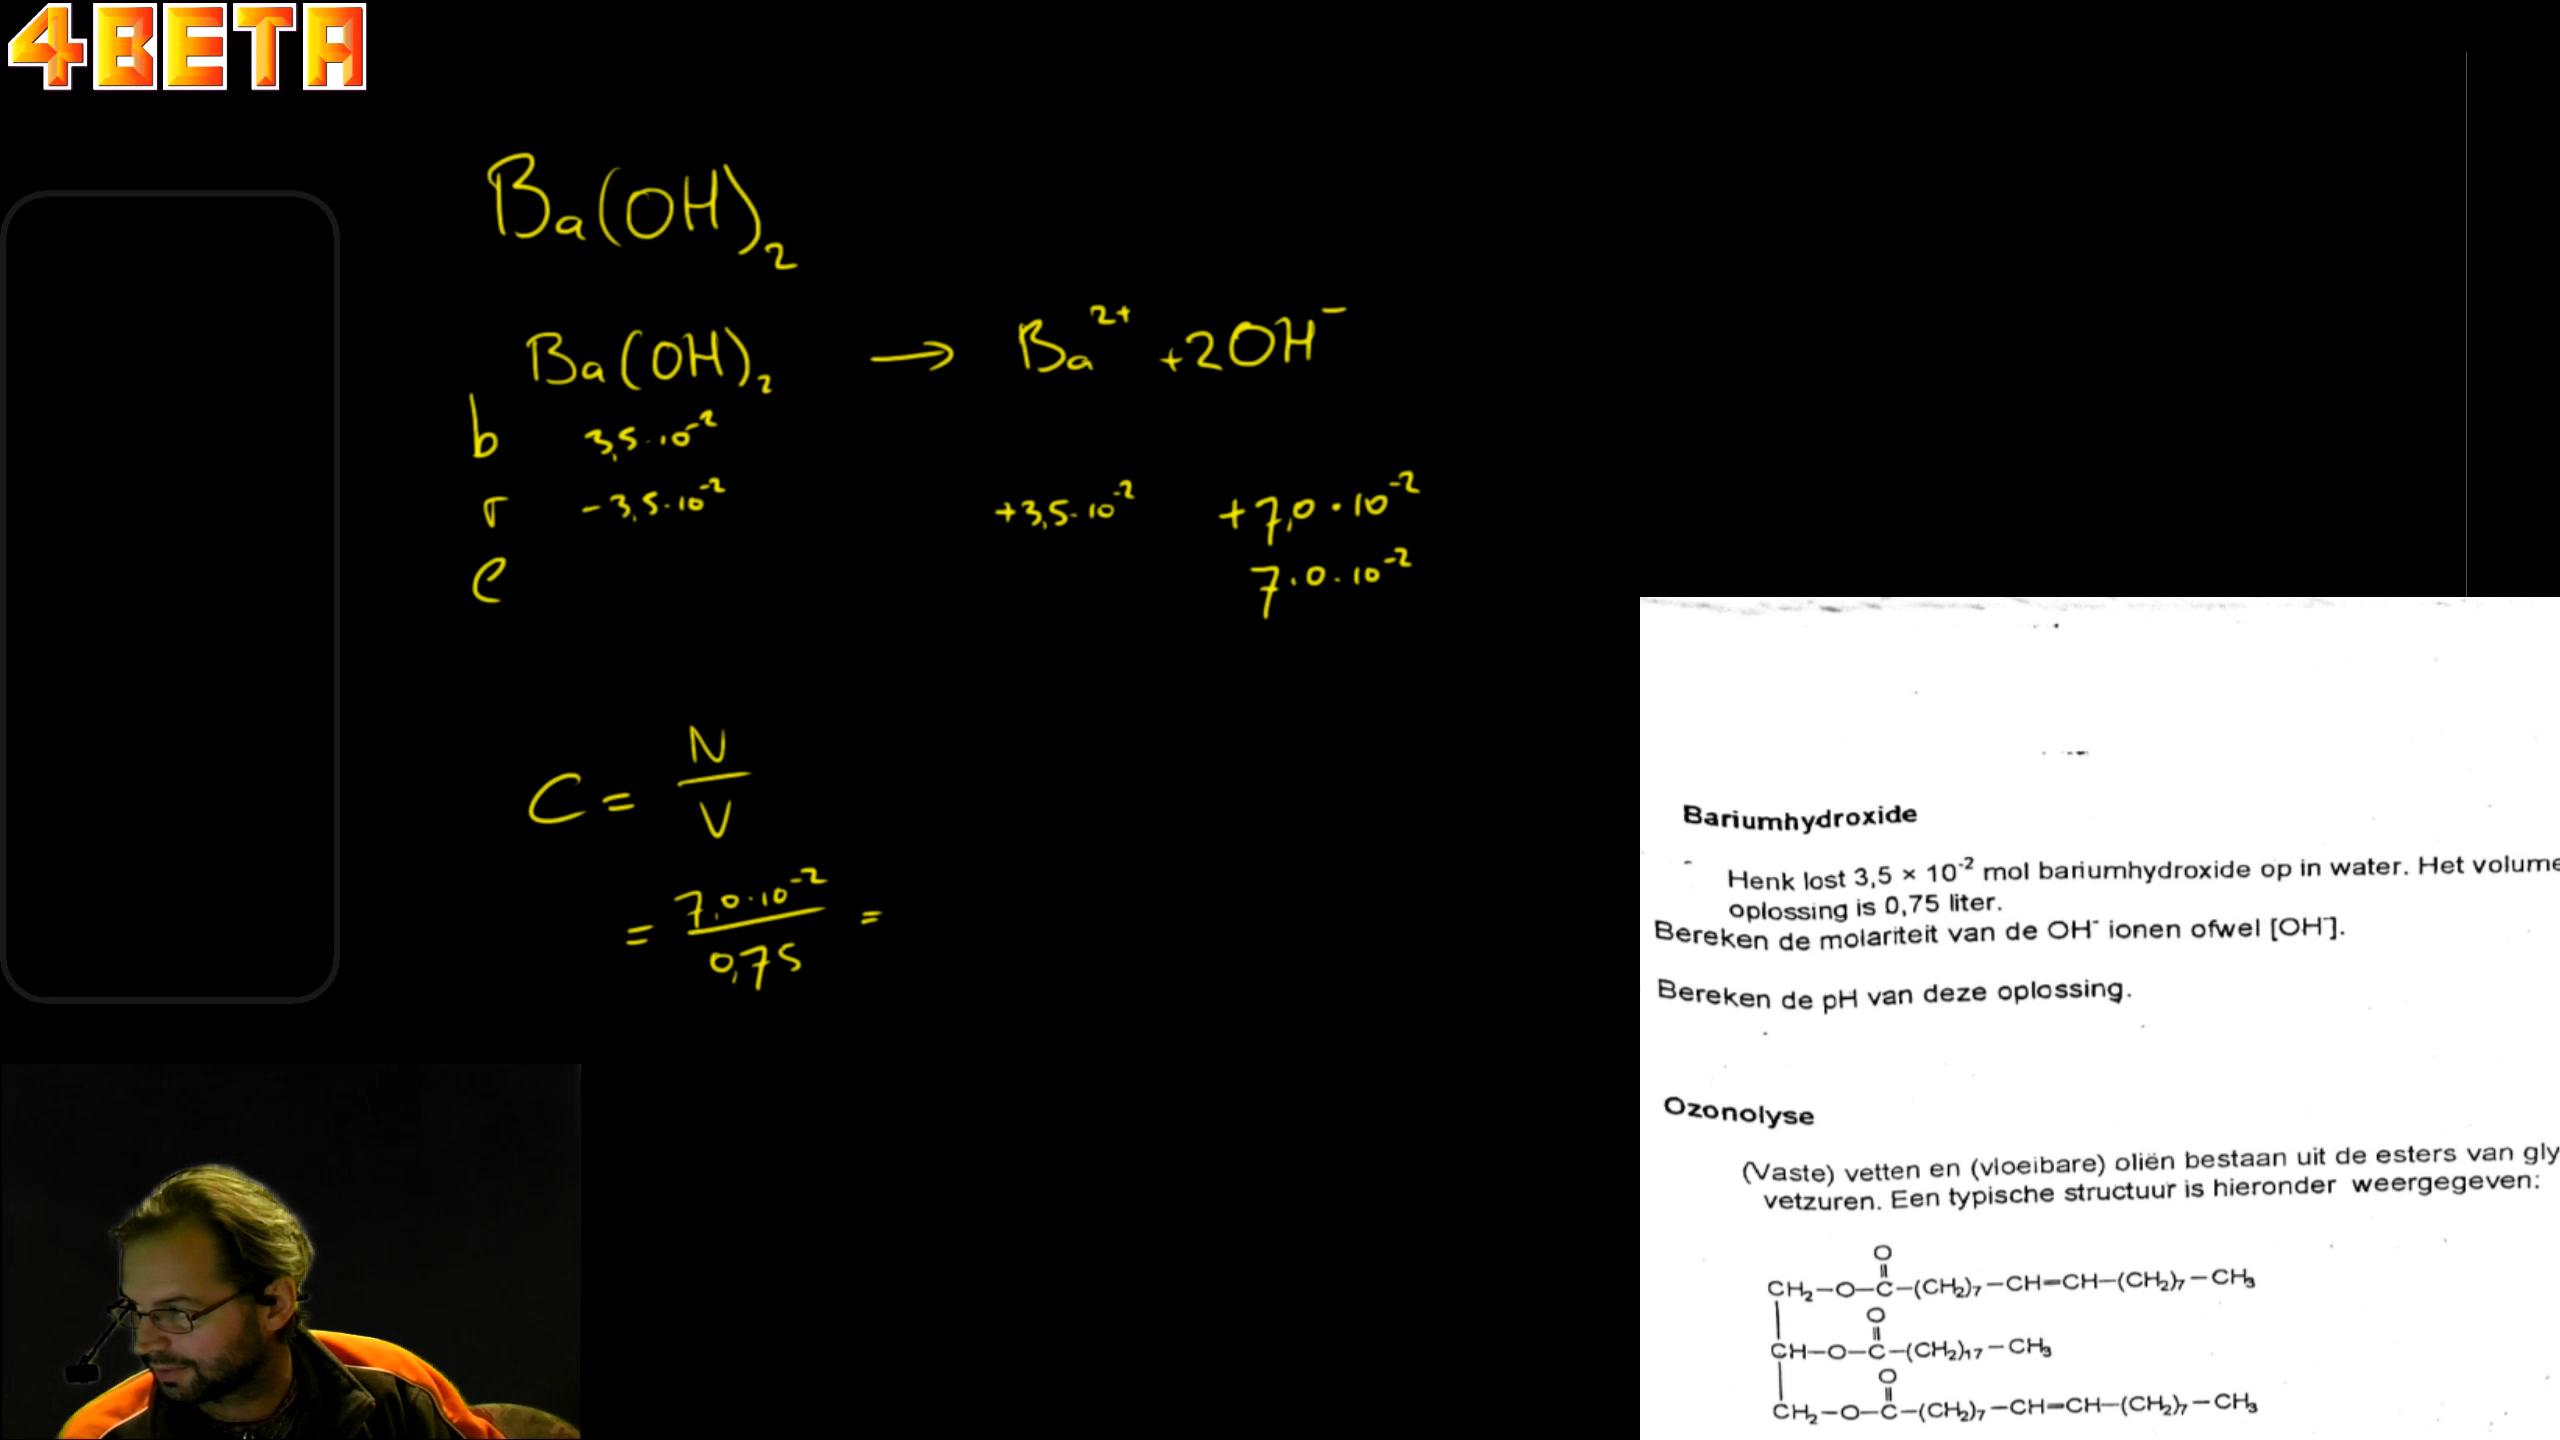 4BETA
Ba(OH)₂
Ba(OH)₂ → Ba²⁺ +2OH⁻
b 3,5·10⁻²
r -3,5·10⁻² +3,5·10⁻² +7,0·10⁻²
e 7.0·10⁻²
C = N/V
= 7,0·10⁻²/0,75 =
Bariumhydroxide
Henk lost 3,5 × 10⁻² mol bariumhydroxide op in water. Het volume
oplossing is 0,75 liter.
Bereken de molariteit van de OH⁻ ionen ofwel [OH⁻].
Bereken de pH van deze oplossing.
Ozonolyse
(Vaste) vetten en (vloeibare) oliën bestaan uit de esters van gly
vetzuren. Een typische structuur is hieronder weergegeven:
O
CH₂—O—C—(CH₂)₇—CH=CH—(CH₂)₇—CH₃
O
CH—O—C—(CH₂)₁₇—CH₃
O
CH₂—O—C—(CH₂)₇—CH=CH—(CH₂)₇—CH₃